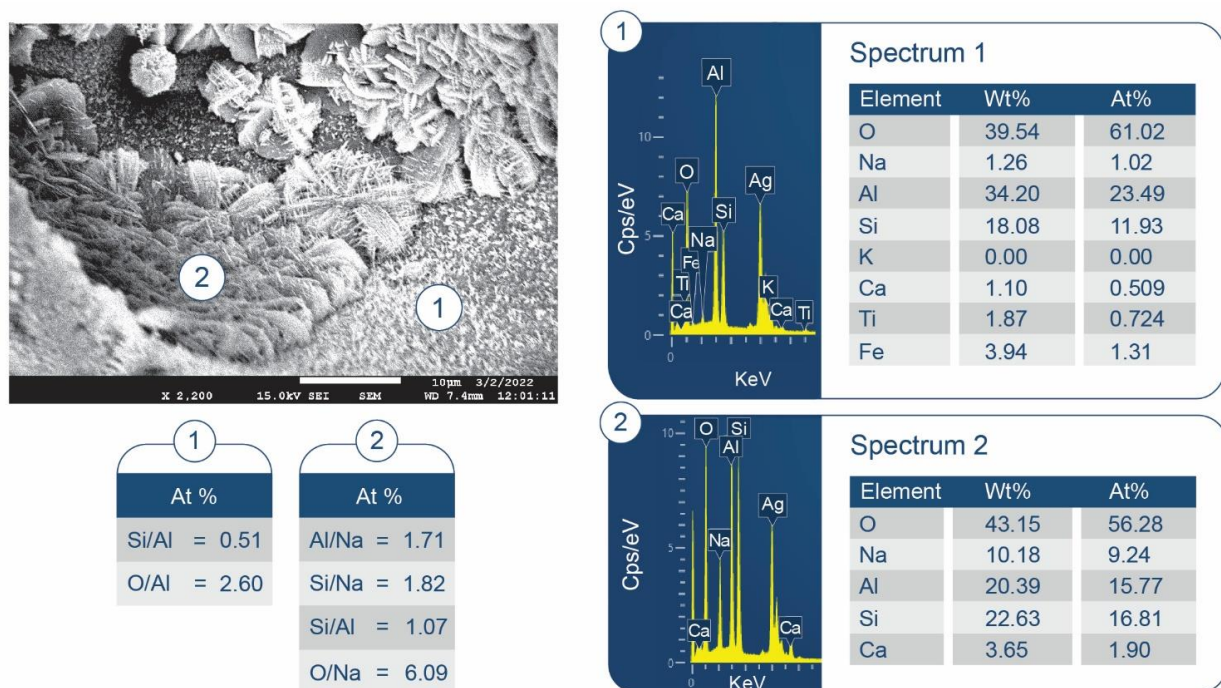 2
1
10µm 3/2/2022
X 2,200 15.0kV SEI SEM WD 7.4mm 12:01:11
1
At %
Si/Al = 0.51
O/Al = 2.60
2
At %
Al/Na = 1.71
Si/Na = 1.82
Si/Al = 1.07
O/Na = 6.09
1
Cps/eV
10
5
0
Al
O
Ag
Ca
Si
Na
Fe
Ti
K
Ca
Ca
Ti
0
KeV
Spectrum 1
Element Wt% At%
O 39.54 61.02
Na 1.26 1.02
Al 34.20 23.49
Si 18.08 11.93
K 0.00 0.00
Ca 1.10 0.509
Ti 1.87 0.724
Fe 3.94 1.31
2
Cps/eV
10
5
0
O
Si
Al
Ag
Na
Ca
Ca
0
KeV
Spectrum 2
Element Wt% At%
O 43.15 56.28
Na 10.18 9.24
Al 20.39 15.77
Si 22.63 16.81
Ca 3.65 1.90